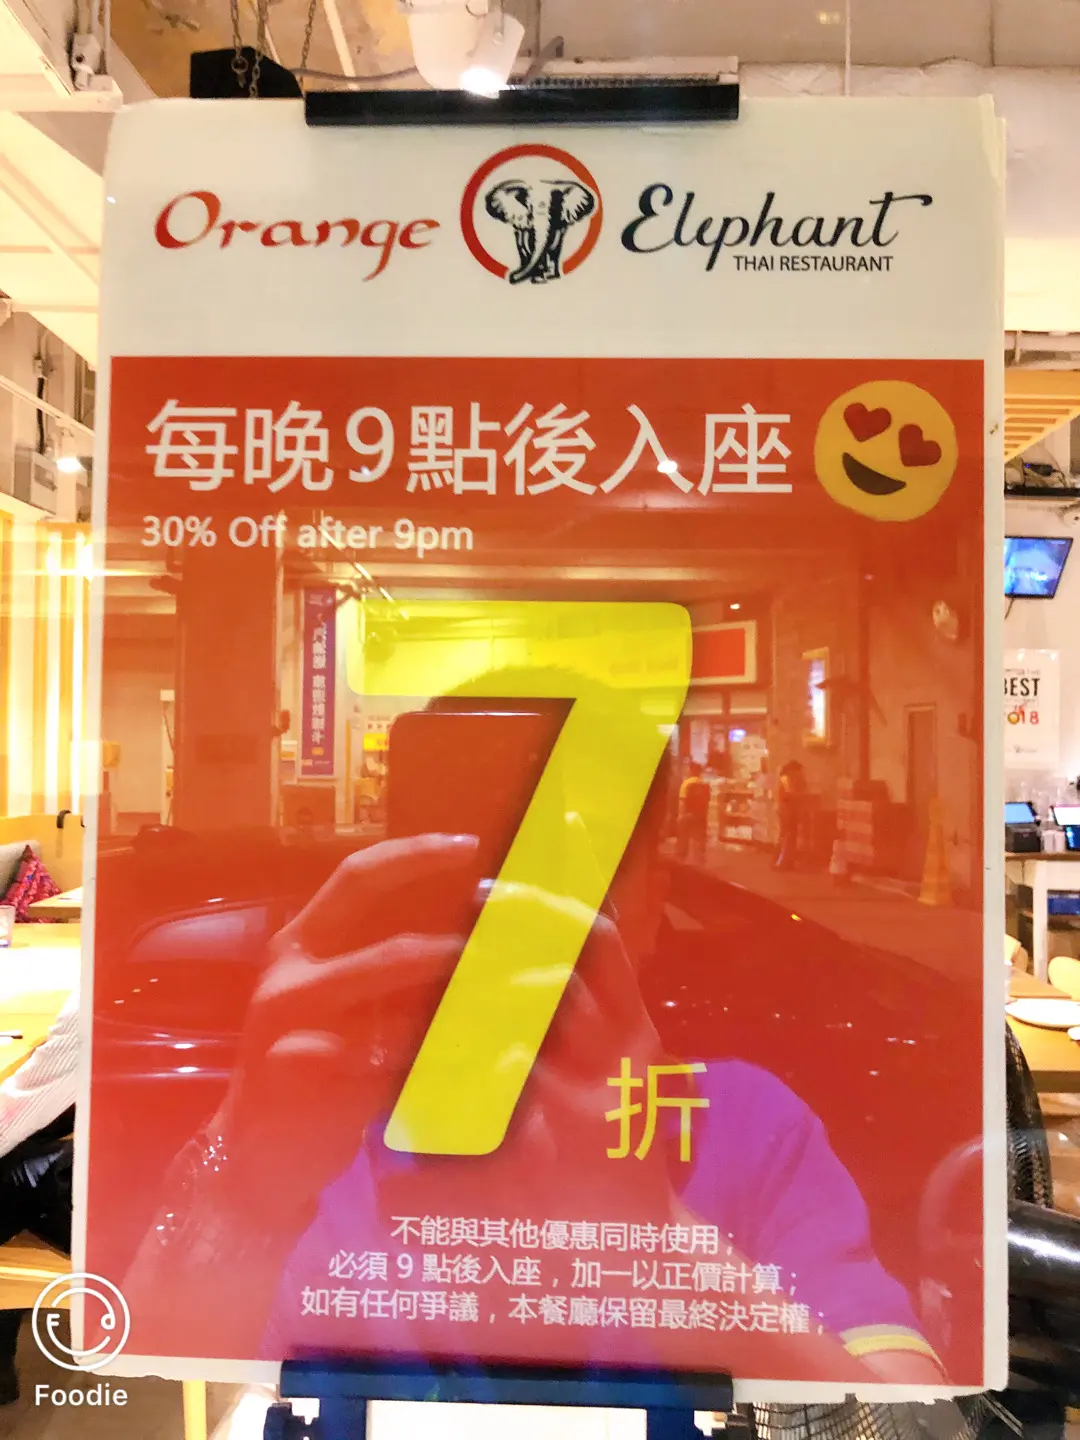 Orange Elephant
THAI RESTAURANT
每晚9點後入座
30% Off after 9pm
7折
不能與其他優惠同時使用；
必須9點後入座，加一以正價計算；
如有任何爭議，本餐廳保留最終決定權；
BEST
Foodie